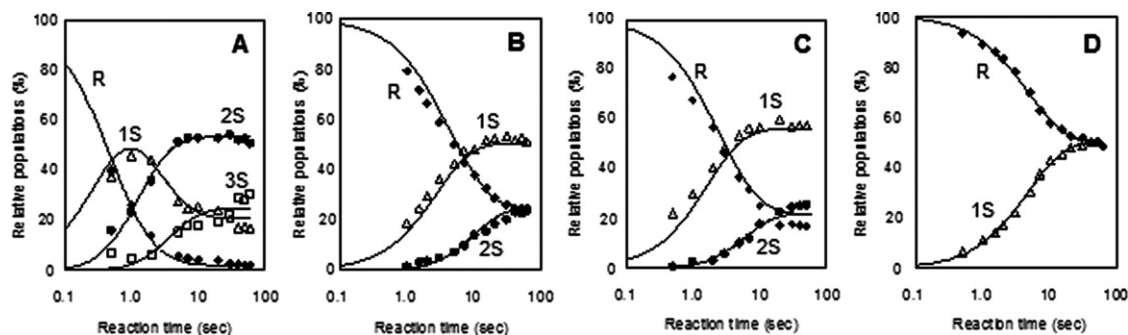 100
80
60
40
20
0
Relative populations (%)
A
R
1S
2S
3S
0.1 1.0 10 100
Reaction time (sec)
100
80
60
40
20
0
Relative populations (%)
B
R
1S
2S
0.1 1.0 10 100
Reaction time (sec)
100
80
60
40
20
0
Relative populations (%)
C
R
1S
2S
0.1 1.0 10 100
Reaction time (sec)
100
80
60
40
20
0
Relative populations (%)
D
R
1S
0.1 1.0 10 100
Reaction time (sec)